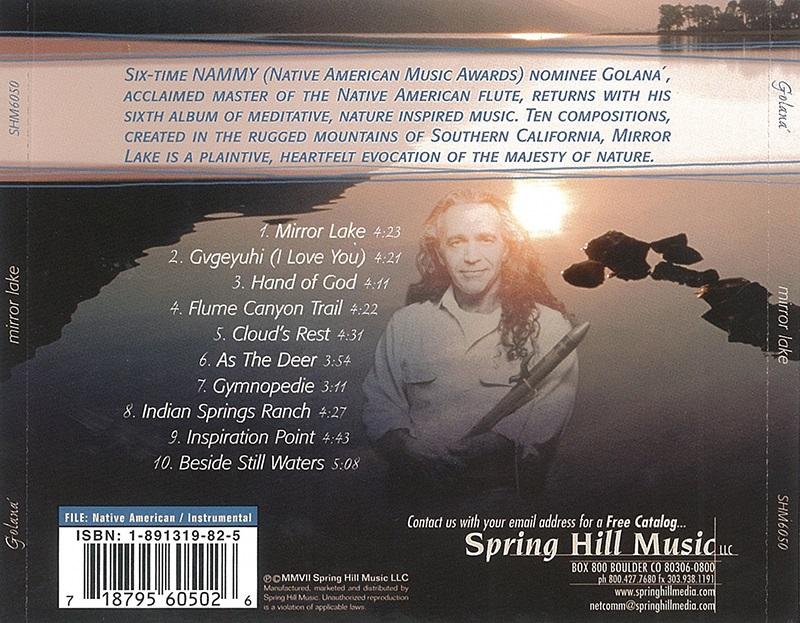 Six-time NAMMY (Native American Music Awards) nominee Golana´,
acclaimed master of the Native American flute, returns with his
sixth album of meditative, nature inspired music. Ten compositions,
created in the rugged mountains of Southern California, Mirror
Lake is a plaintive, heartfelt evocation of the majesty of nature.
SHM6050
mirror lake
Golana´
1. Mirror Lake 4:23
2. Gvgeyuhi (I Love You) 4:21
3. Hand of God 4:11
4. Flume Canyon Trail 4:22
5. Cloud's Rest 4:31
6. As The Deer 3:54
7. Gymnopedie 3:11
8. Indian Springs Ranch 4:27
9. Inspiration Point 4:43
10. Beside Still Waters 5:08
Golana´
mirror lake
SHM6050
FILE: Native American / Instrumental
ISBN: 1-891319-82-5
7 18795 60502 6
℗©MMVII Spring Hill Music LLC
Manufactured, marketed and distributed by
Spring Hill Music. Unauthorized reproduction
is a violation of applicable laws.
Contact us with your email address for a Free Catalog...
Spring Hill Music LLC
BOX 800 BOULDER CO 80306-0800
ph 800.427.7680 fx 303.938.1191
www.springhillmedia.com
netcomm@springhillmedia.com